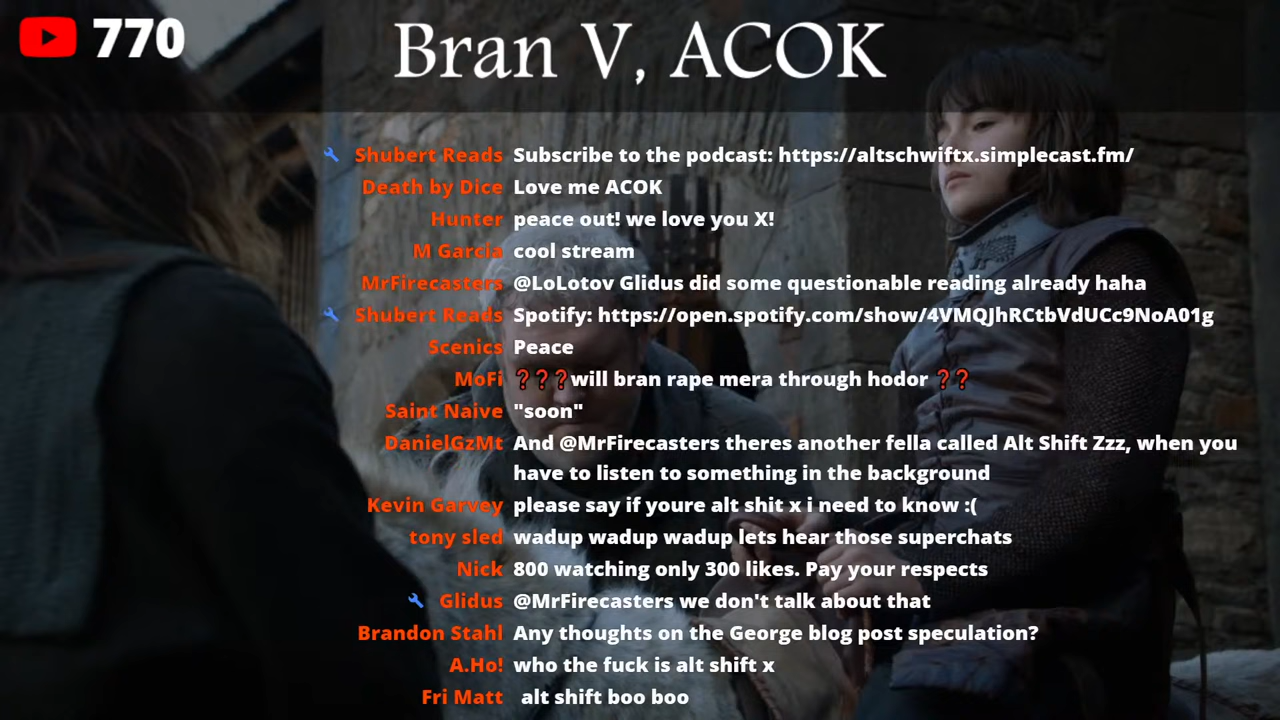 770
Bran V, ACOK
Shubert Reads Subscribe to the podcast: https://altschwiftx.simplecast.fm/
Death by Dice Love me ACOK
Hunter peace out! we love you X!
M Garcia cool stream
MrFirecasters @LoLotov Glidus did some questionable reading already haha
Shubert Reads Spotify: https://open.spotify.com/show/4VMQJhRCtbVdUCc9NoA01g
Scenics Peace
MoFi ❓❓❓will bran rape mera through hodor ❓❓
Saint Naive "soon"
DanielGzMt And @MrFirecasters theres another fella called Alt Shift Zzz, when you
have to listen to something in the background
Kevin Garvey please say if youre alt shit x i need to know :(
tony sled wadup wadup wadup lets hear those superchats
Nick 800 watching only 300 likes. Pay your respects
Glidus @MrFirecasters we don't talk about that
Brandon Stahl Any thoughts on the George blog post speculation?
A.Ho! who the fuck is alt shift x
Fri Matt alt shift boo boo